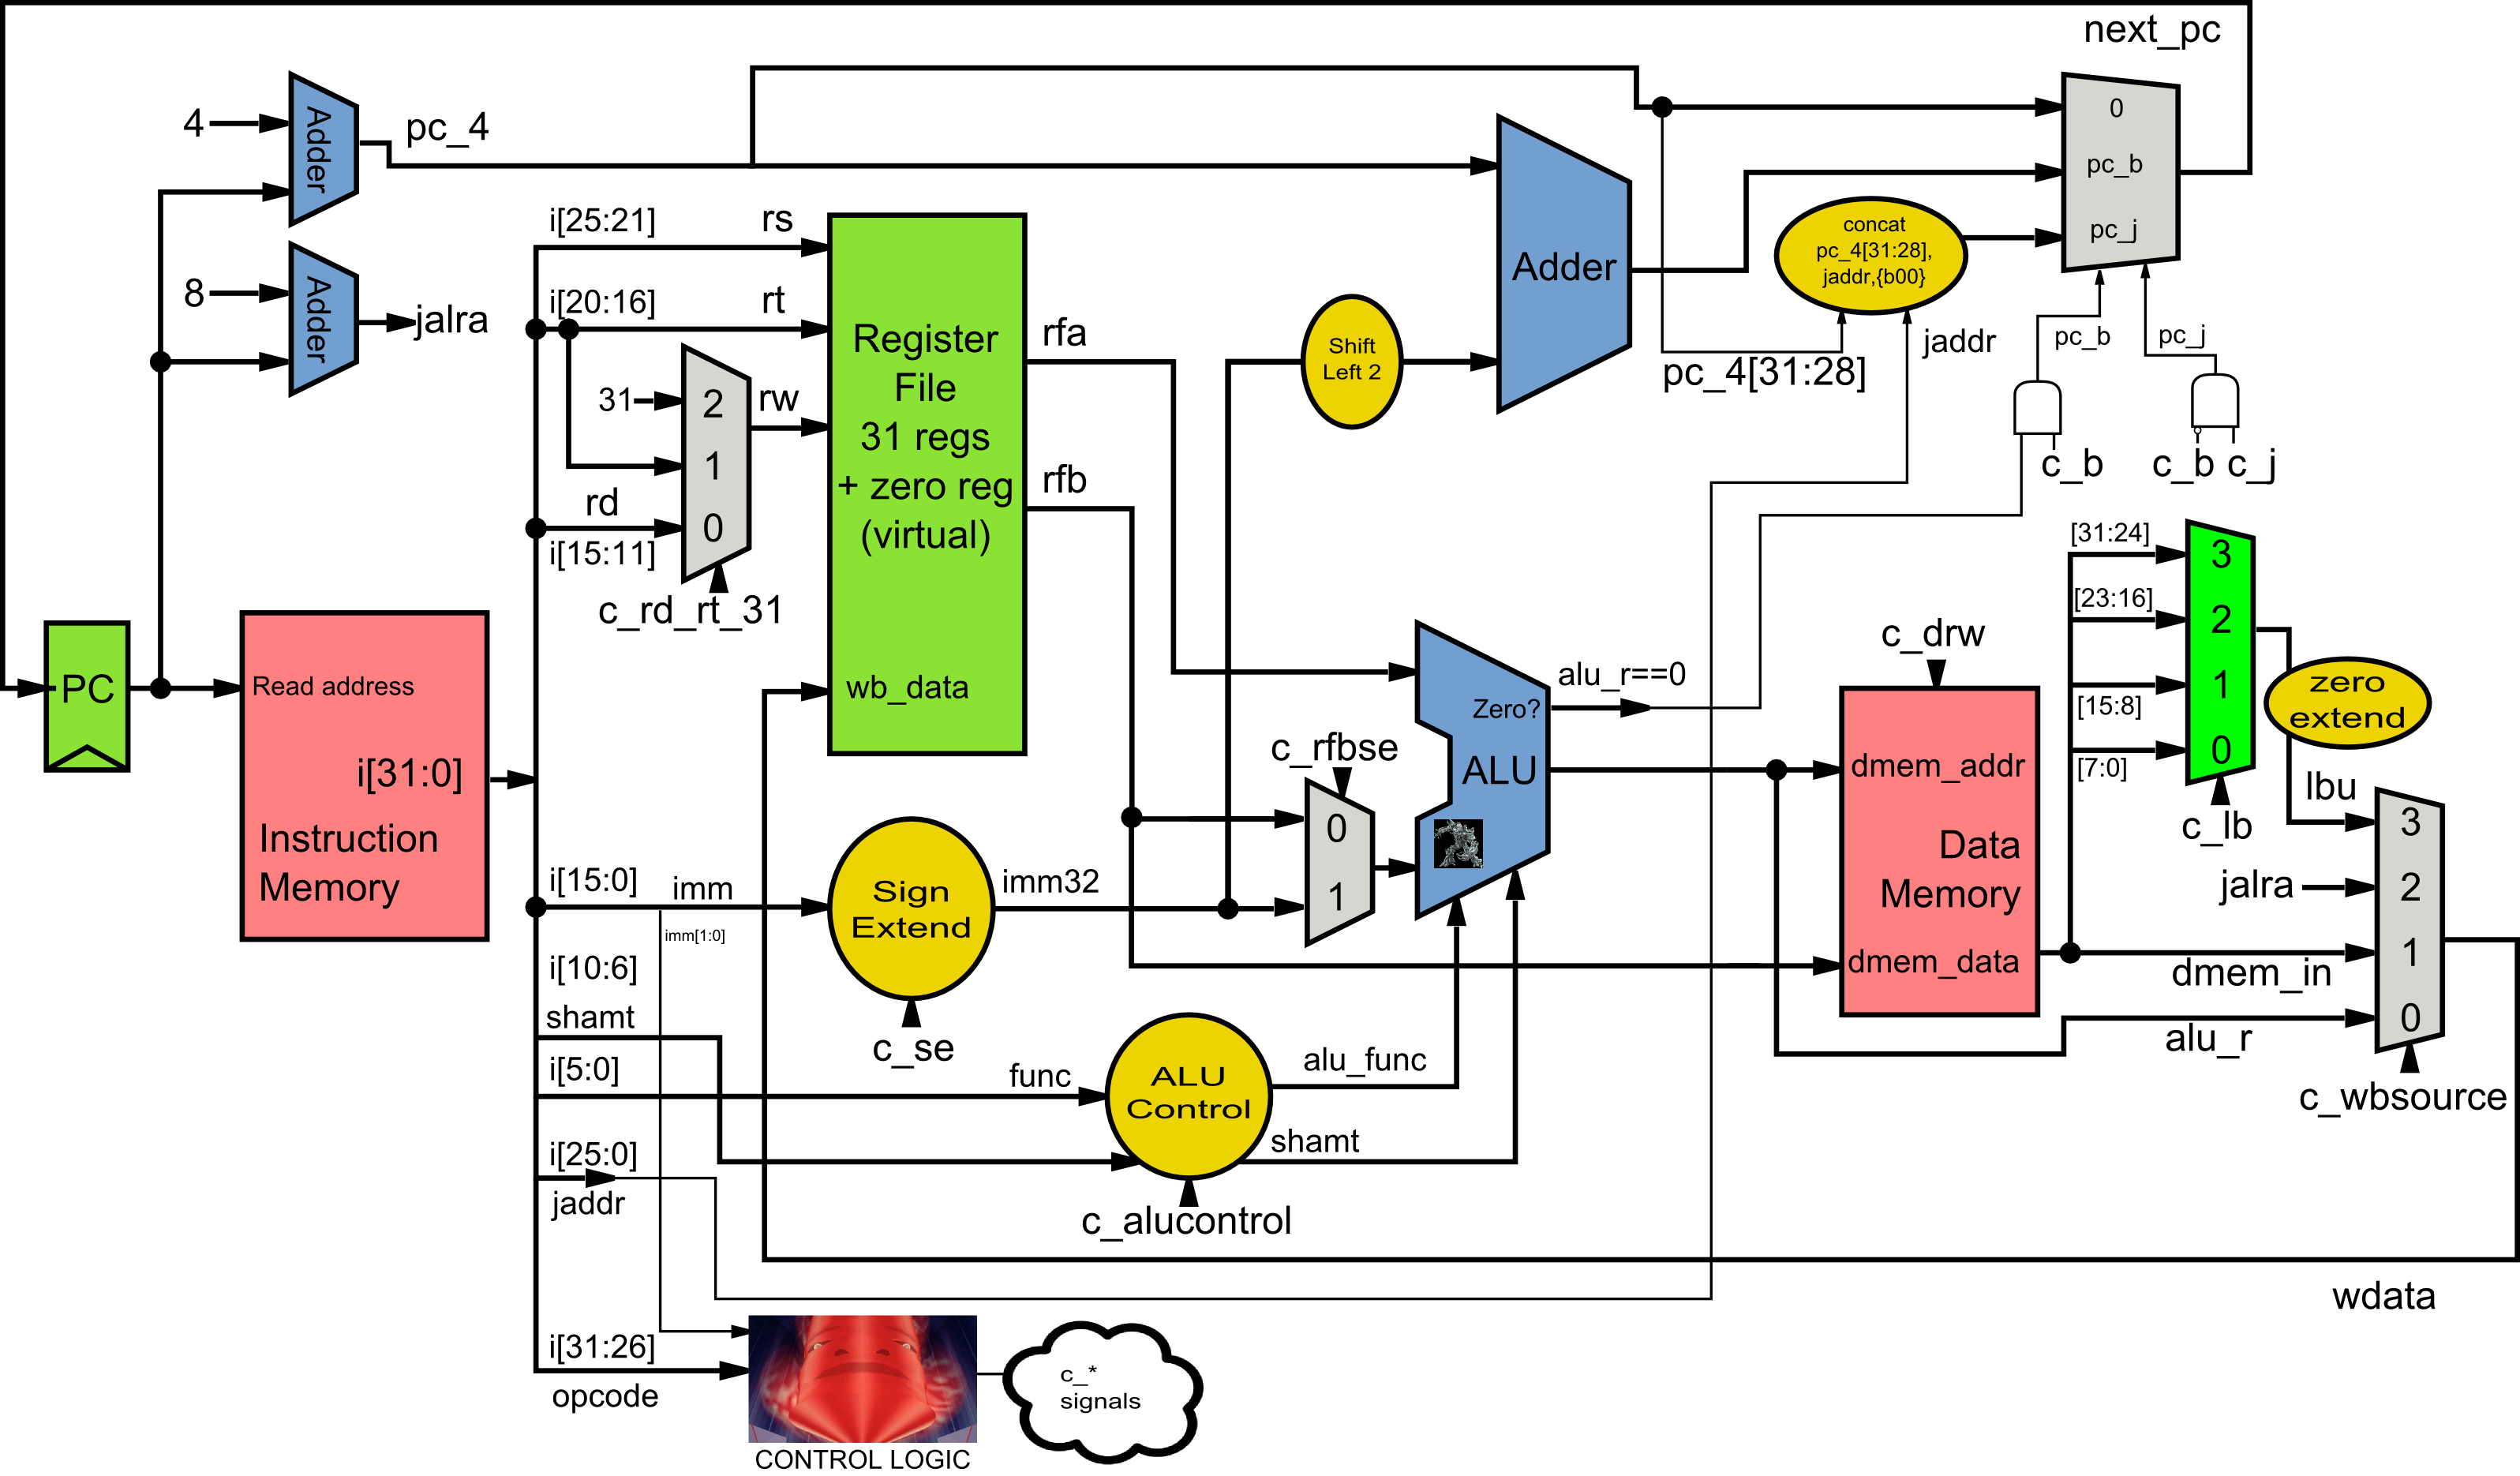 next_pc
4
Adder
pc_4
8
Adder
jalra
i[25:21]
rs
i[20:16]
rt
31
2
1
0
rw
rd
i[15:11]
c_rd_rt_31
Register
File
31 regs
+ zero reg
(virtual)
wb_data
rfa
rfb
Shift
Left 2
Adder
concat
pc_4[31:28],
jaddr,{b00}
pc_4[31:28]
jaddr
0
pc_b
pc_j
pc_b
pc_j
c_b
c_b
c_j
PC
Read address
i[31:0]
Instruction
Memory
i[15:0]
imm
imm[1:0]
Sign
Extend
imm32
c_se
c_rfbse
0
1
Zero?
ALU
alu_r==0
c_drw
dmem_addr
Data
Memory
dmem_data
[31:24]
[23:16]
[15:8]
[7:0]
3
2
1
0
c_lb
zero
extend
lbu
jalra
dmem_in
alu_r
3
2
1
0
c_wbsource
i[10:6]
shamt
i[5:0]
func
ALU
Control
alu_func
shamt
c_alucontrol
i[25:0]
jaddr
wdata
i[31:26]
opcode
CONTROL LOGIC
c_*
signals